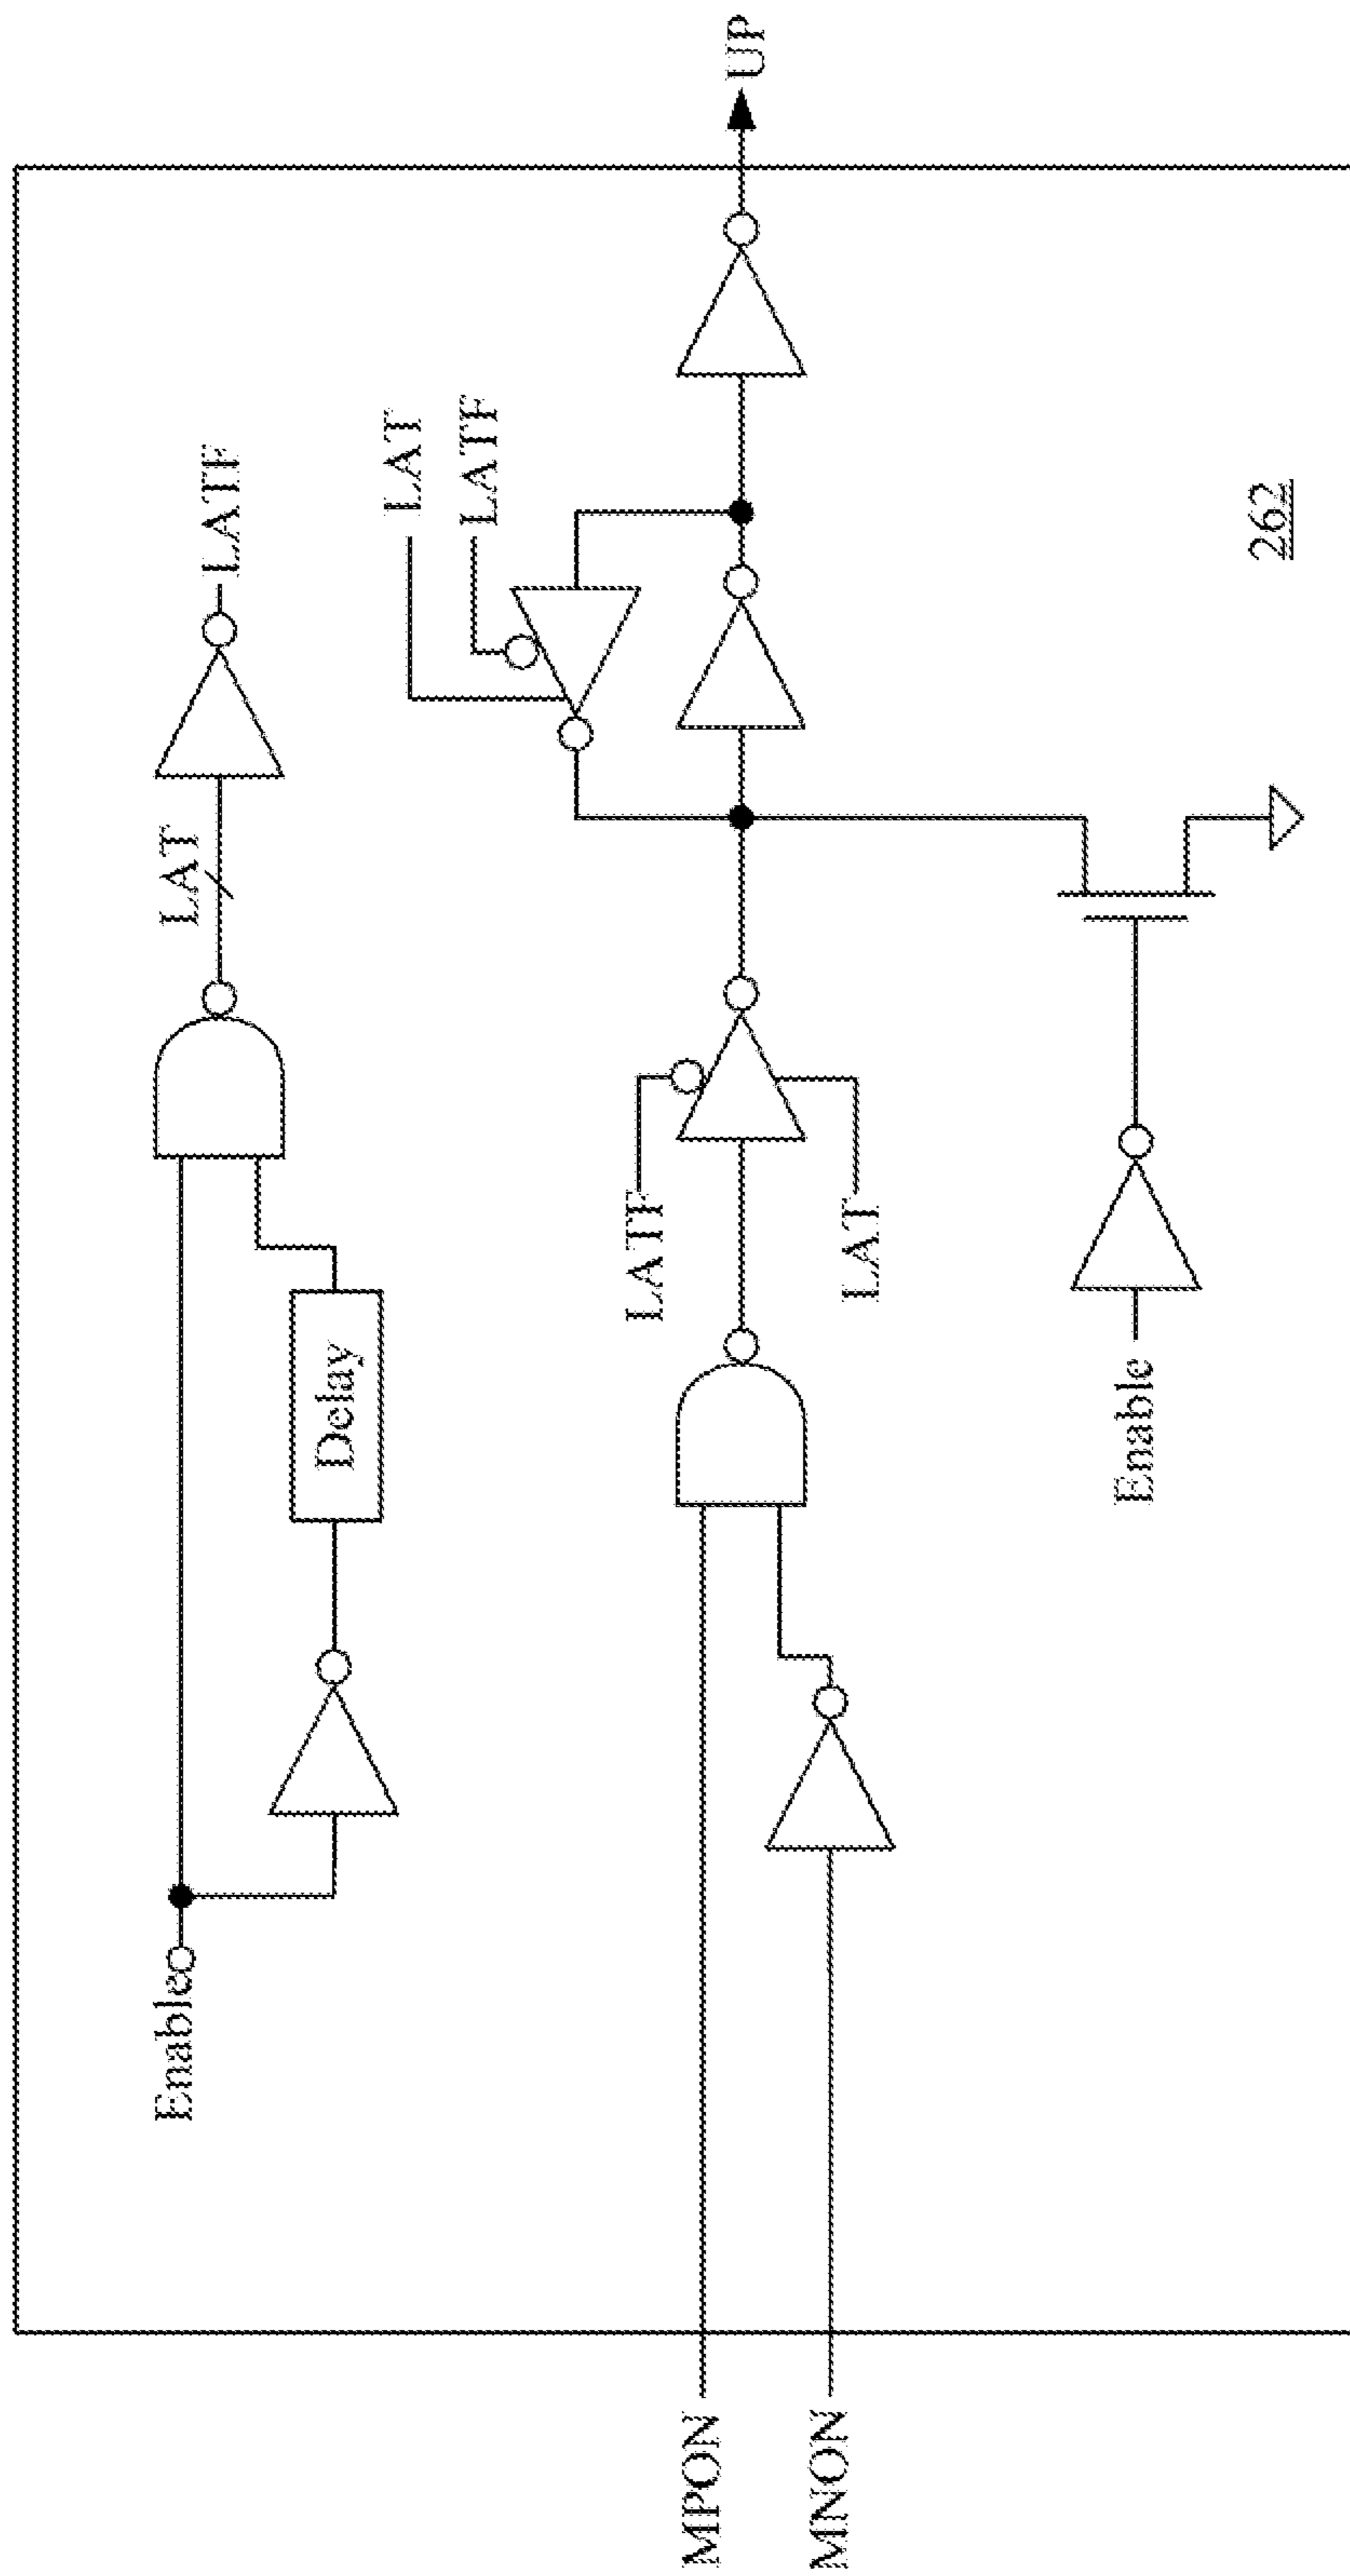 Enable
Delay
LAT
LATF
LAT
LATF
MPON
MNON
LATF
LAT
UP
Enable
262